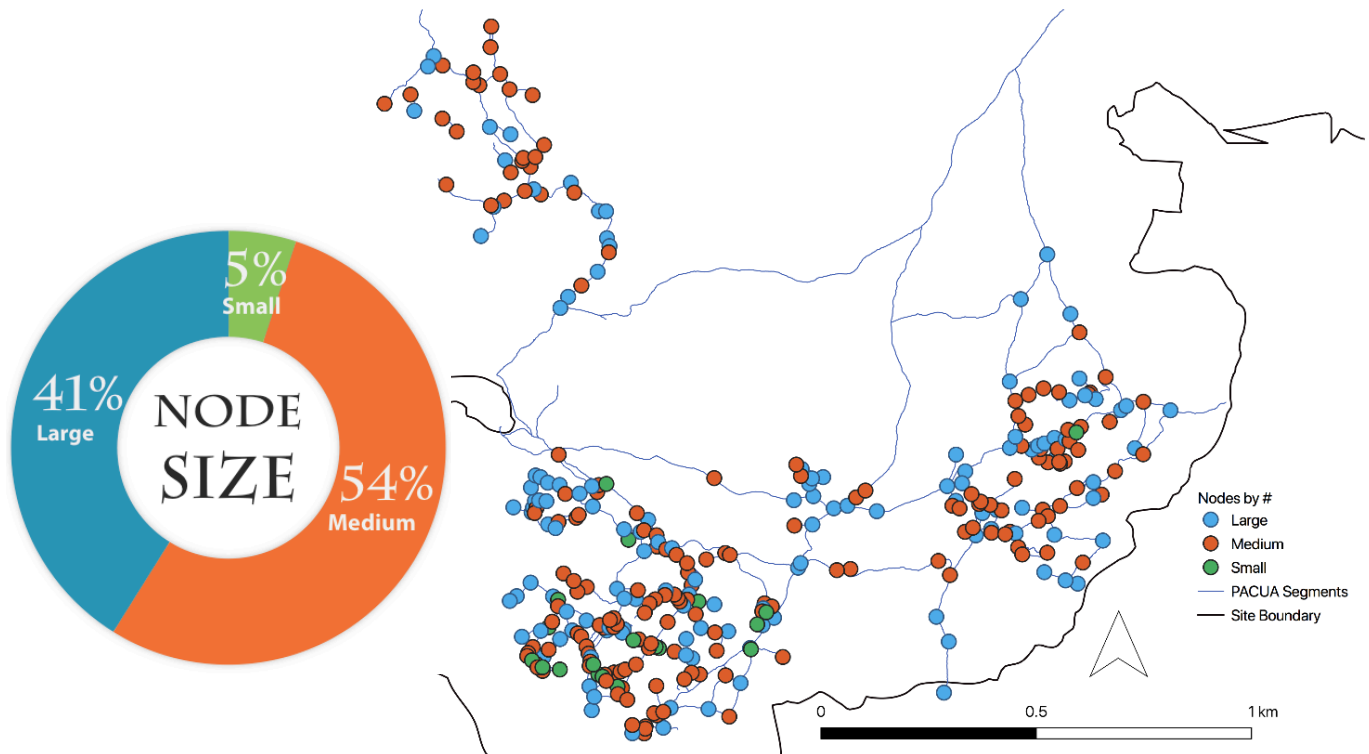 5%
Small
41%
Large
NODE
SIZE
54%
Medium
Nodes by #
Large
Medium
Small
PACUA Segments
Site Boundary
0
0.5
1 km